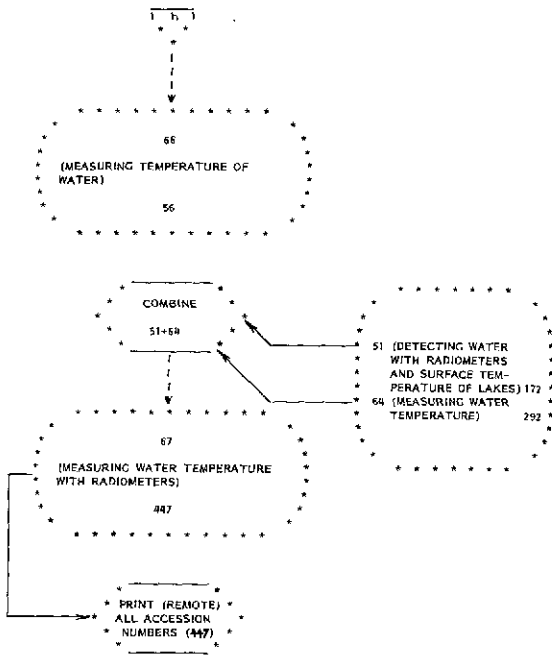 66
(MEASURING TEMPERATURE OF
WATER)
56
COMBINE
51+64
51 (DETECTING WATER
WITH RADIOMETERS
AND SURFACE TEM-
PERATURE OF LAKES) 172
64 (MEASURING WATER
TEMPERATURE) 292
67
(MEASURING WATER TEMPERATURE
WITH RADIOMETERS)
447
PRINT (REMOTE)
ALL ACCESSION
NUMBERS (447)